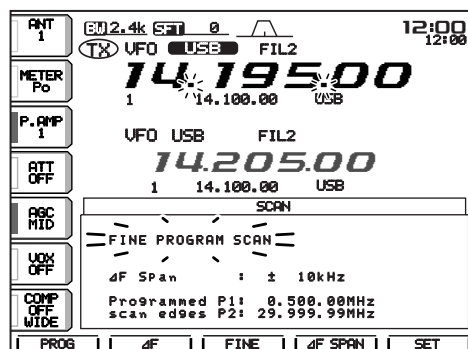 ANT
1
BW 2.4k SFT 0
12:00
12:00
TX VFO USB FIL2
METER
Po
14.195.00
1 14.100.00 USB
P.AMP
1
VFO USB FIL2
ATT
OFF
14.205.00
1 14.100.00 USB
AGC
MID
SCAN
FINE PROGRAM SCAN
VOX
OFF
⊿F Span : ± 10kHz
COMP
OFF
WIDE
Programmed P1: 0.500.00MHz
scan edges P2: 29.999.99MHz
PROG ⊿F FINE ⊿F SPAN SET